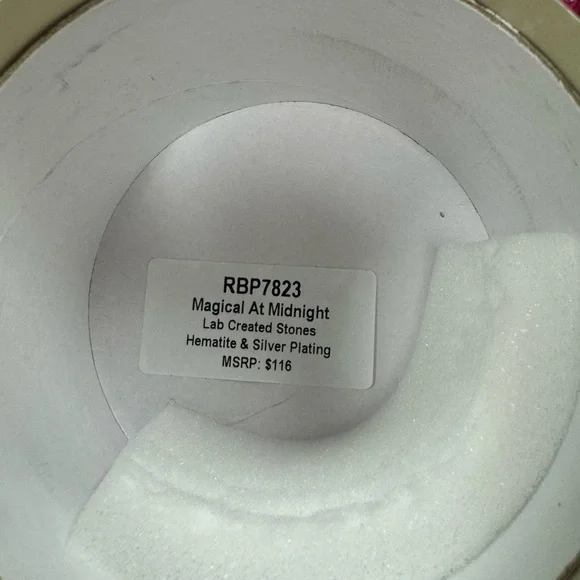 RBP7823
Magical At Midnight
Lab Created Stones
Hematite & Silver Plating
MSRP: $116